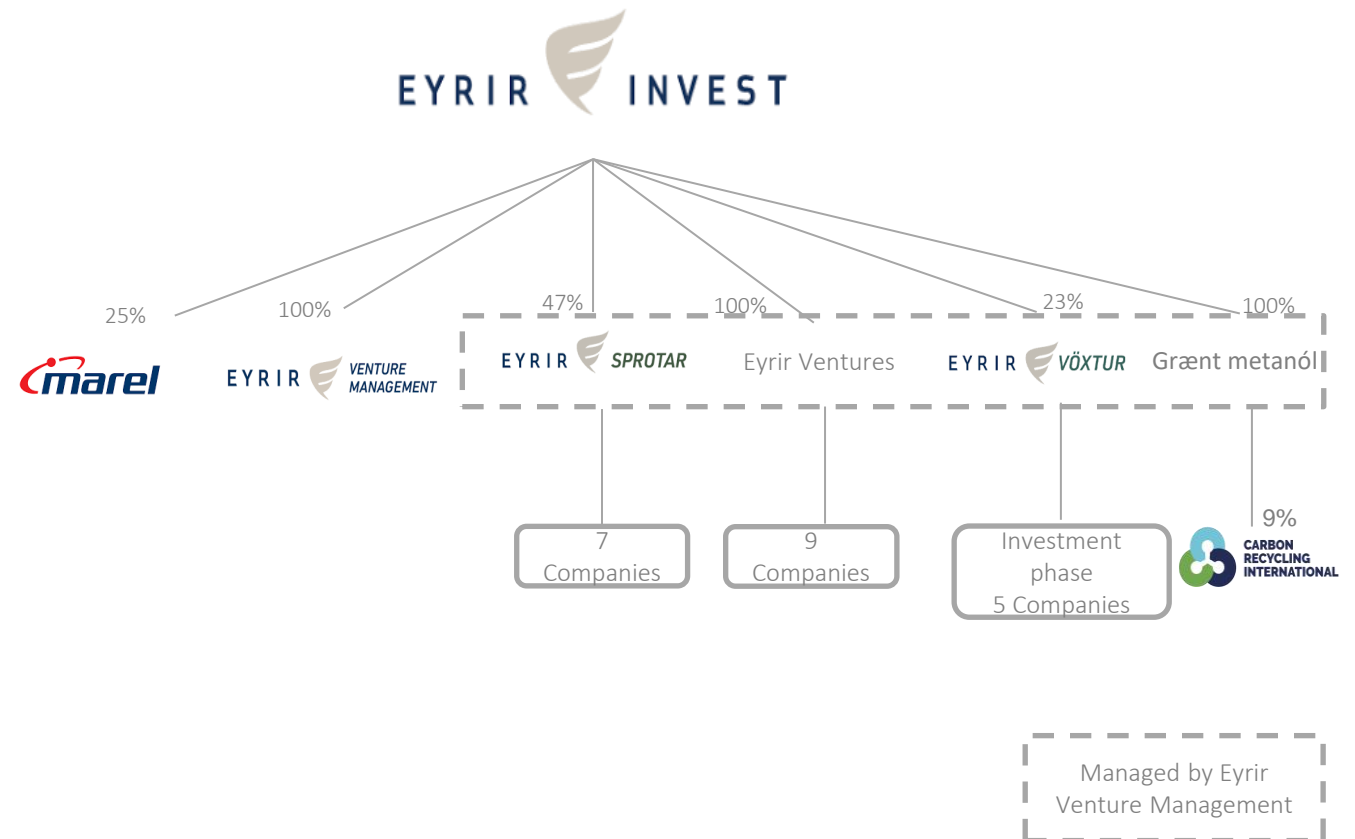 EYRIR INVEST
25%
100%
47%
100%
23%
100%
marel
EYRIR VENTURE
MANAGEMENT
EYRIR SPROTAR
Eyrir Ventures
EYRIR VÖXTUR
Grænt metanól
7
Companies
9
Companies
Investment
phase
5 Companies
9%
CARBON
RECYCLING
INTERNATIONAL
Managed by Eyrir
Venture Management